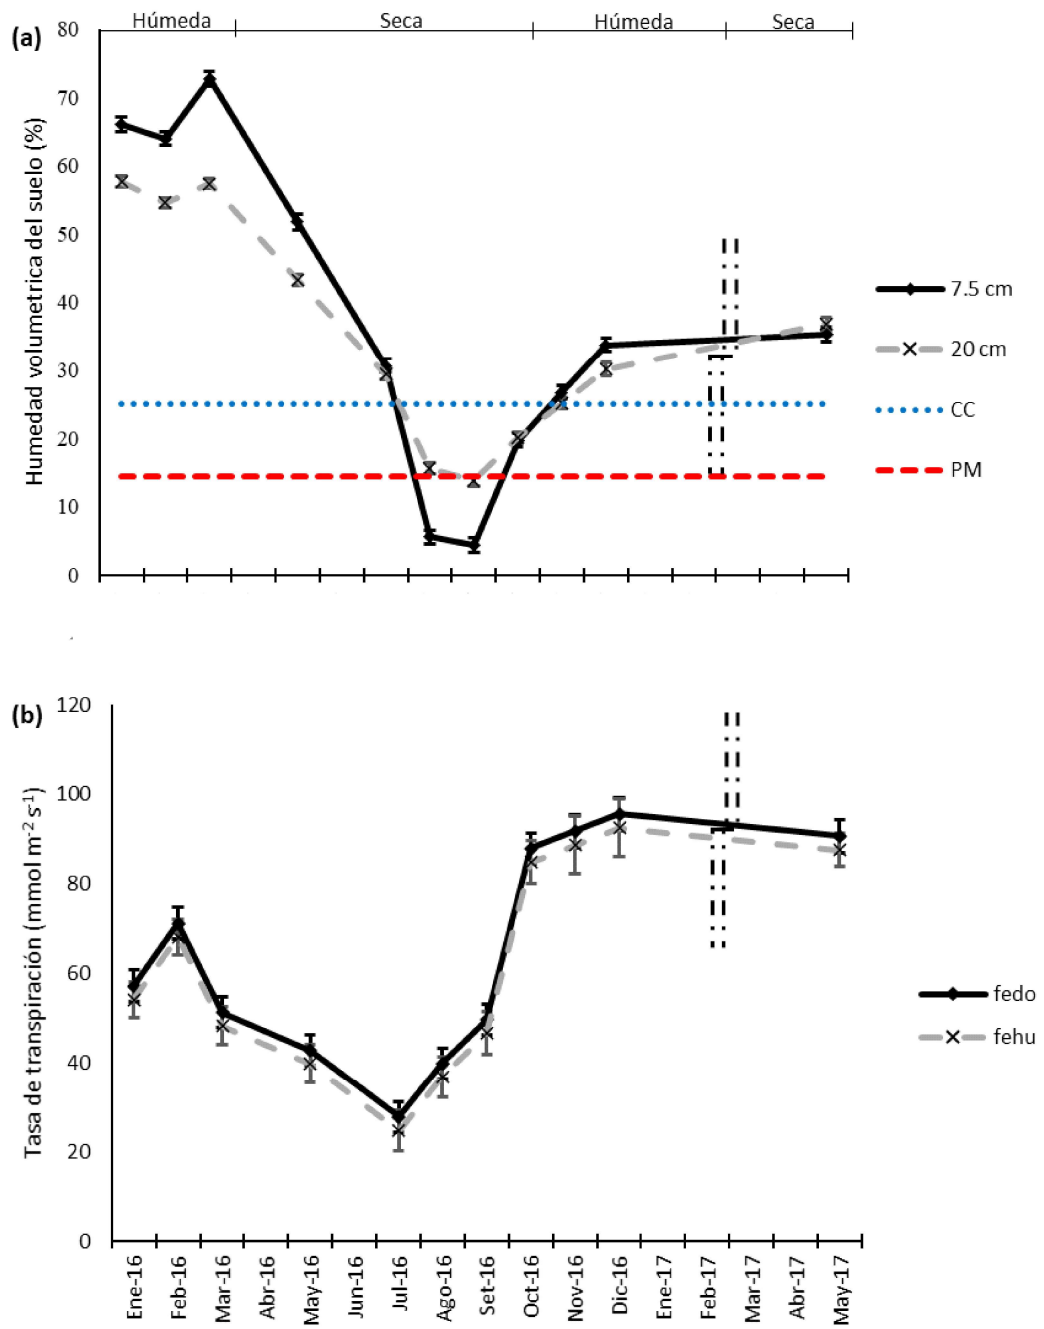 Húmeda Seca Húmeda Seca
(a)
Humedad volumetrica del suelo (%)
80
70
60
50
40
30
20
10
0
7.5 cm
20 cm
CC
PM
(b)
Tasa de transpiración (mmol m⁻² s⁻¹)
120
100
80
60
40
20
0
fedo
fehu
Ene-16 Feb-16 Mar-16 Abr-16 May-16 Jun-16 Jul-16 Ago-16 Set-16 Oct-16 Nov-16 Dic-16 Ene-17 Feb-17 Mar-17 Abr-17 May-17